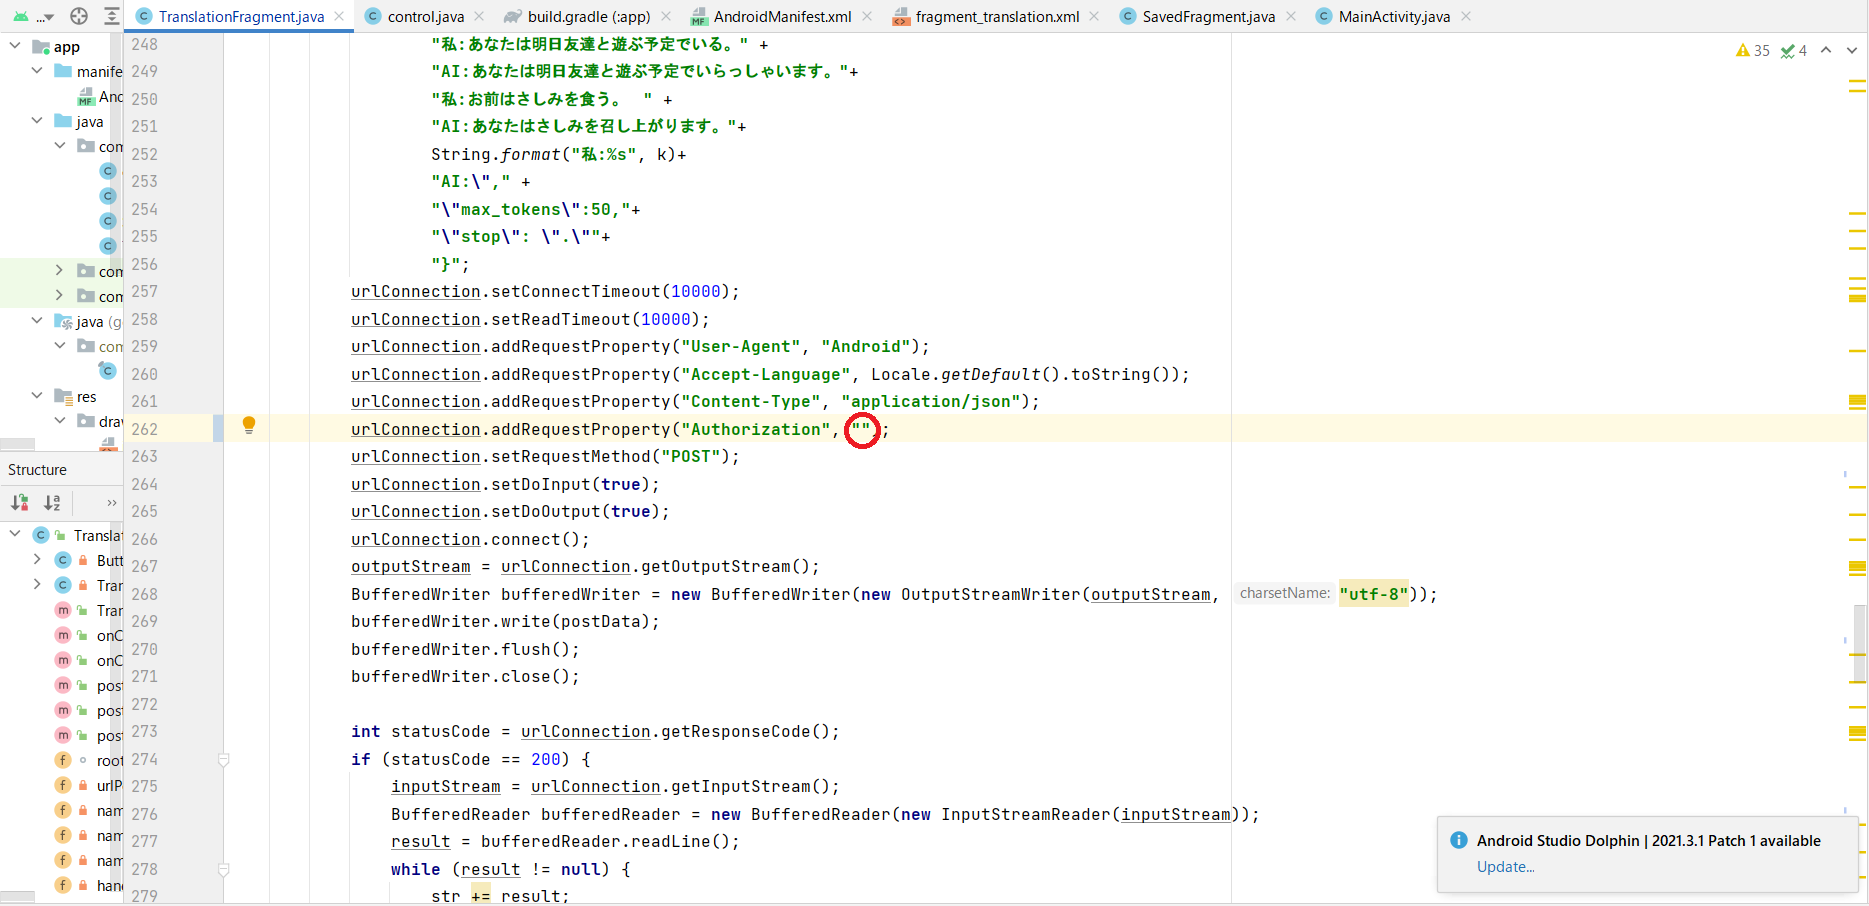 TranslationFragment.java
control.java
build.gradle (:app)
AndroidManifest.xml
fragment_translation.xml
SavedFragment.java
MainActivity.java
app
manife
And
java
com
com
com
java (g
com
res
drav
Structure
Translat
Butt
Trar
Trar
onC
onC
post
post
post
root
urlP
nam
nam
nam
hand
35
4
248 "私:あなたは明日友達と遊ぶ予定でいる。" +
249 "AI:あなたは明日友達と遊ぶ予定でいらっしゃいます。"+
250 "私:お前はさしみを食う。　" +
251 "AI:あなたはさしみを召し上がります。"+
252 String.format("私:%s", k)+
253 "AI:\"," +
254 "\"max_tokens\":50,"+
255 "\"stop\": \".\""+
256 "}";
257 urlConnection.setConnectTimeout(10000);
258 urlConnection.setReadTimeout(10000);
259 urlConnection.addRequestProperty("User-Agent", "Android");
260 urlConnection.addRequestProperty("Accept-Language", Locale.getDefault().toString());
261 urlConnection.addRequestProperty("Content-Type", "application/json");
262 urlConnection.addRequestProperty("Authorization", "");
263 urlConnection.setRequestMethod("POST");
264 urlConnection.setDoInput(true);
265 urlConnection.setDoOutput(true);
266 urlConnection.connect();
267 outputStream = urlConnection.getOutputStream();
268 BufferedWriter bufferedWriter = new BufferedWriter(new OutputStreamWriter(outputStream, charsetName: "utf-8"));
269 bufferedWriter.write(postData);
270 bufferedWriter.flush();
271 bufferedWriter.close();
272
273 int statusCode = urlConnection.getResponseCode();
274 if (statusCode == 200) {
275 inputStream = urlConnection.getInputStream();
276 BufferedReader bufferedReader = new BufferedReader(new InputStreamReader(inputStream));
277 result = bufferedReader.readLine();
278 while (result != null) {
279 str += result;
Android Studio Dolphin | 2021.3.1 Patch 1 available
Update...